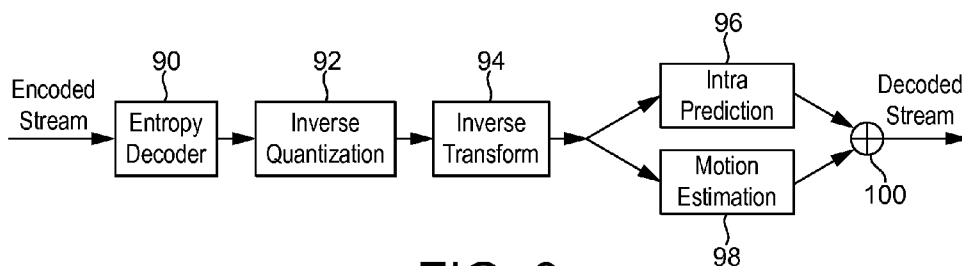 90
92
94
96
Encoded
Stream
Entropy
Decoder
Inverse
Quantization
Inverse
Transform
Intra
Prediction
Motion
Estimation
Decoded
Stream
100
98
FIG.